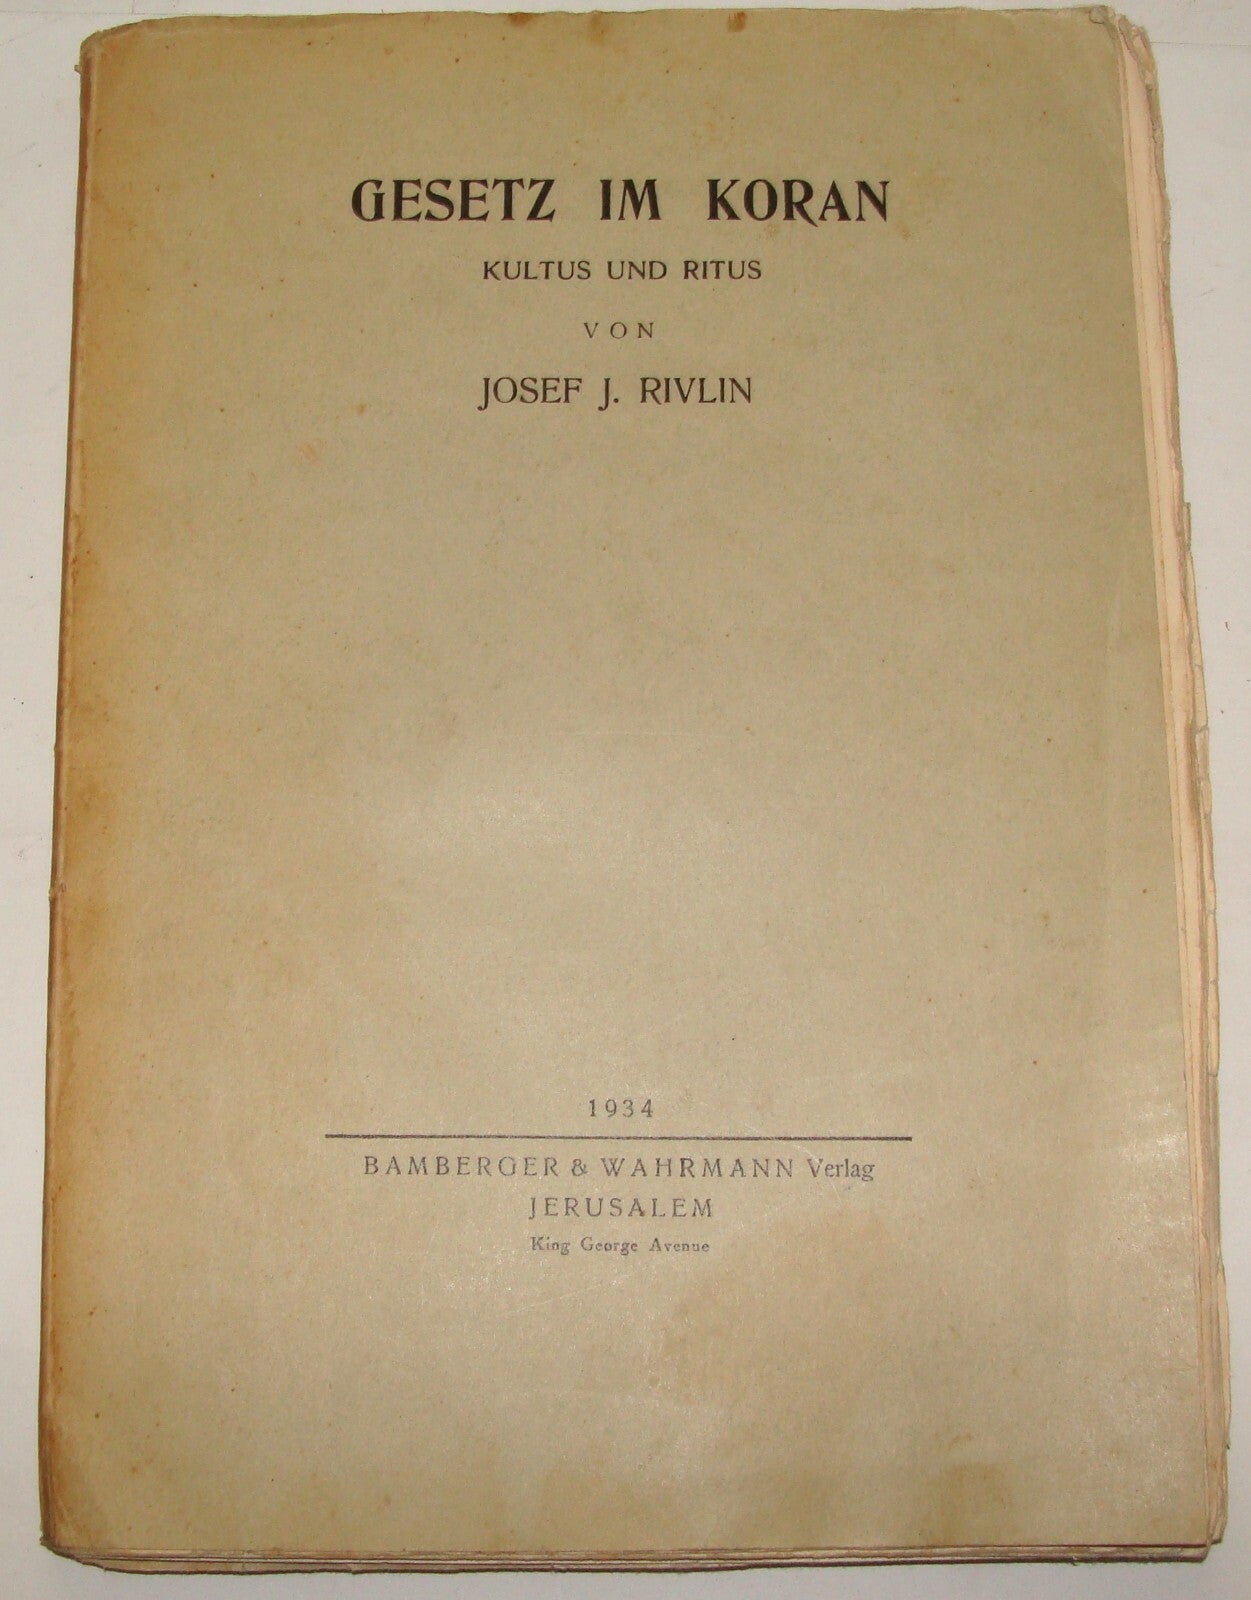 GESETZ IM KORAN
KULTUS UND RITUS
VON
JOSEF J. RIVLIN
1934
BAMBERGER & WAHRMANN Verlag
JERUSALEM
King George Avenue